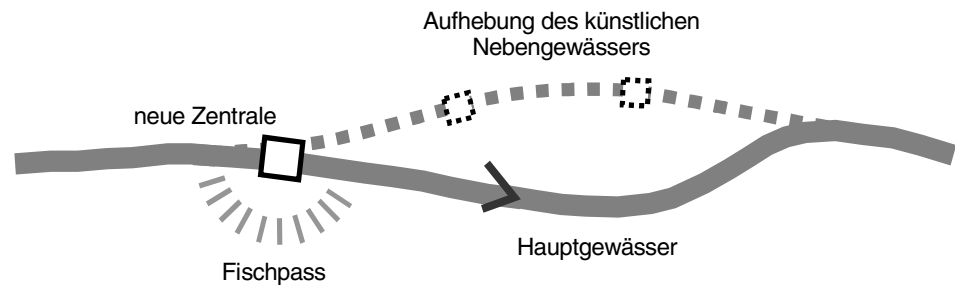 Aufhebung des künstlichen
Nebengewässers
neue Zentrale
Hauptgewässer
Fischpass